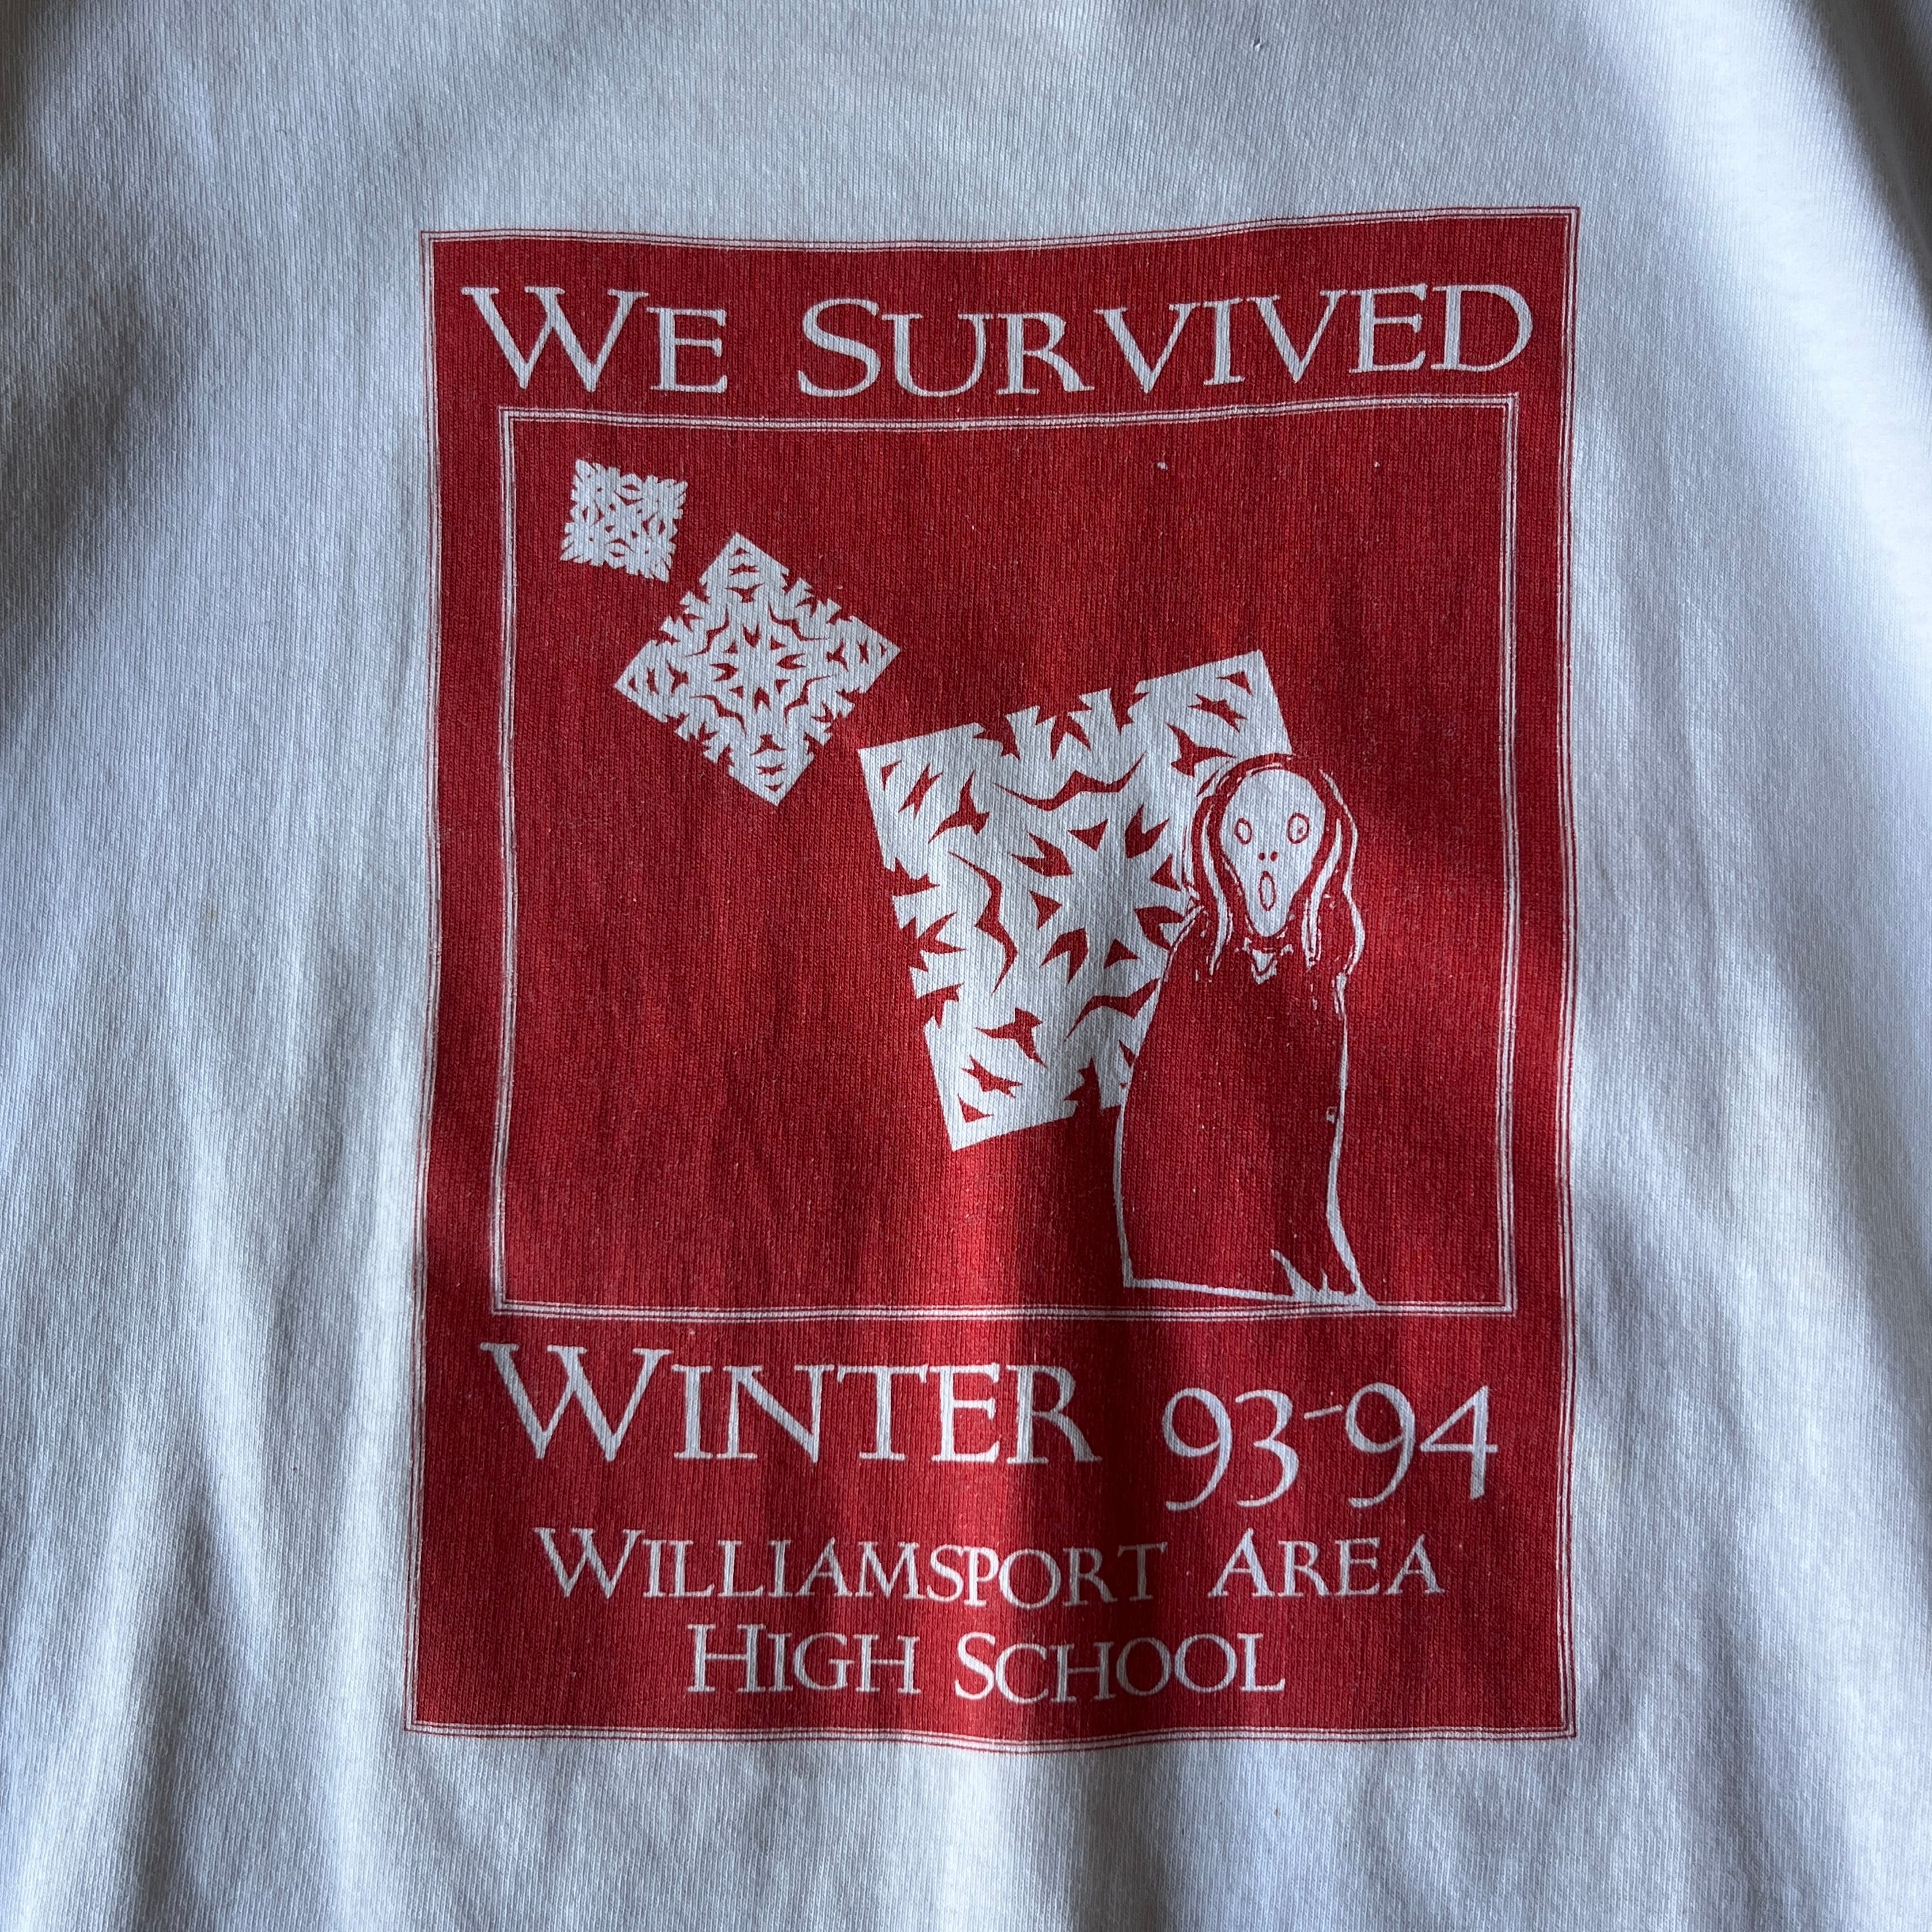 WE SURVIVED
WINTER 93-94
WILLIAMSPORT AREA
HIGH SCHOOL